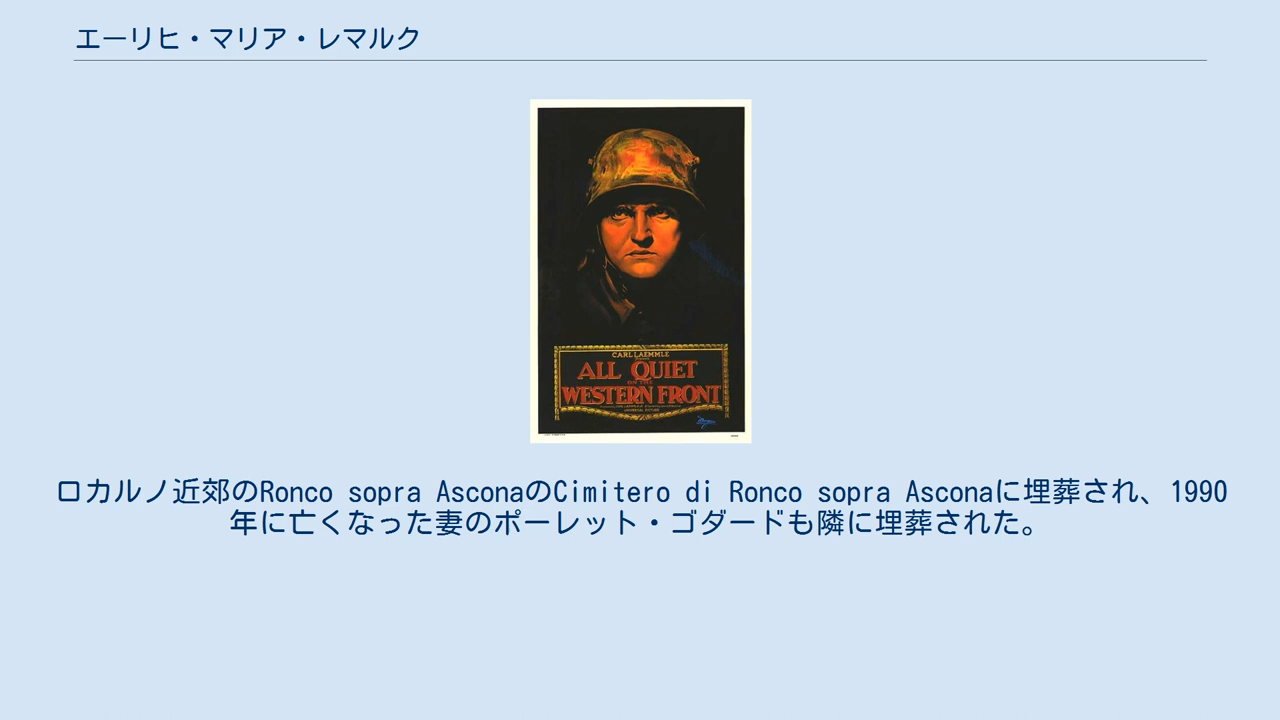 エーリヒ・マリア・レマルク
CARL LAEMMLE
ALL QUIET
ON THE
WESTERN FRONT
ロカルノ近郊のRonco sopra AsconaのCimitero di Ronco sopra Asconaに埋葬され、1990
年に亡くなった妻のポーレット・ゴダードも隣に埋葬された。